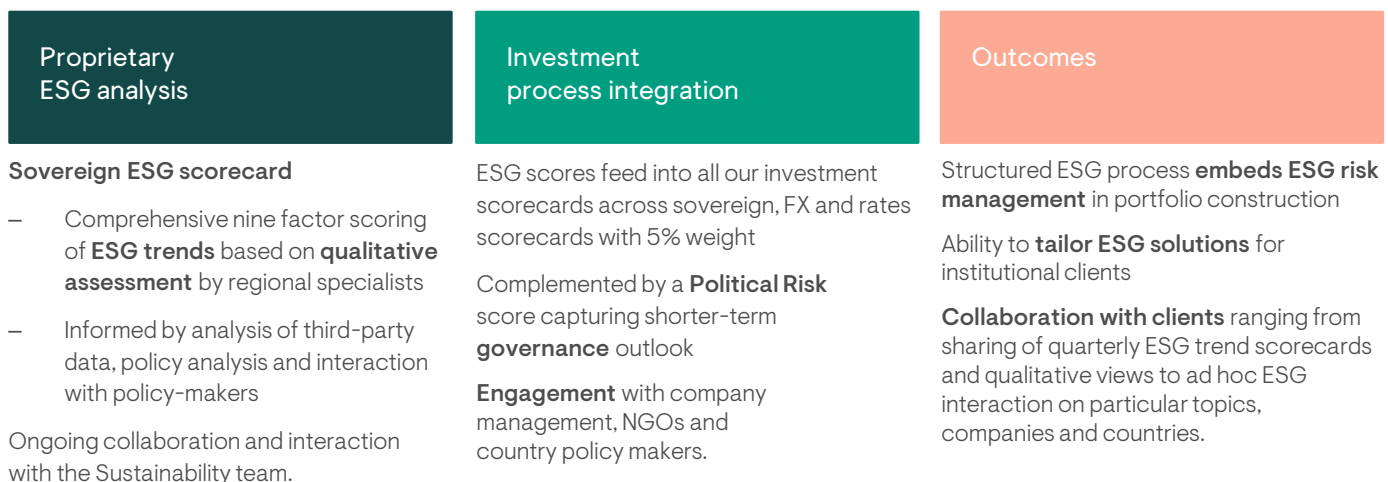 Proprietary
ESG analysis
Sovereign ESG scorecard
– Comprehensive nine factor scoring
of ESG trends based on qualitative
assessment by regional specialists
– Informed by analysis of third-party
data, policy analysis and interaction
with policy-makers
Ongoing collaboration and interaction
with the Sustainability team.
Investment
process integration
ESG scores feed into all our investment
scorecards across sovereign, FX and rates
scorecards with 5% weight
Complemented by a Political Risk
score capturing shorter-term
governance outlook
Engagement with company
management, NGOs and
country policy makers.
Outcomes
Structured ESG process embeds ESG risk
management in portfolio construction
Ability to tailor ESG solutions for
institutional clients
Collaboration with clients ranging from
sharing of quarterly ESG trend scorecards
and qualitative views to ad hoc ESG
interaction on particular topics,
companies and countries.